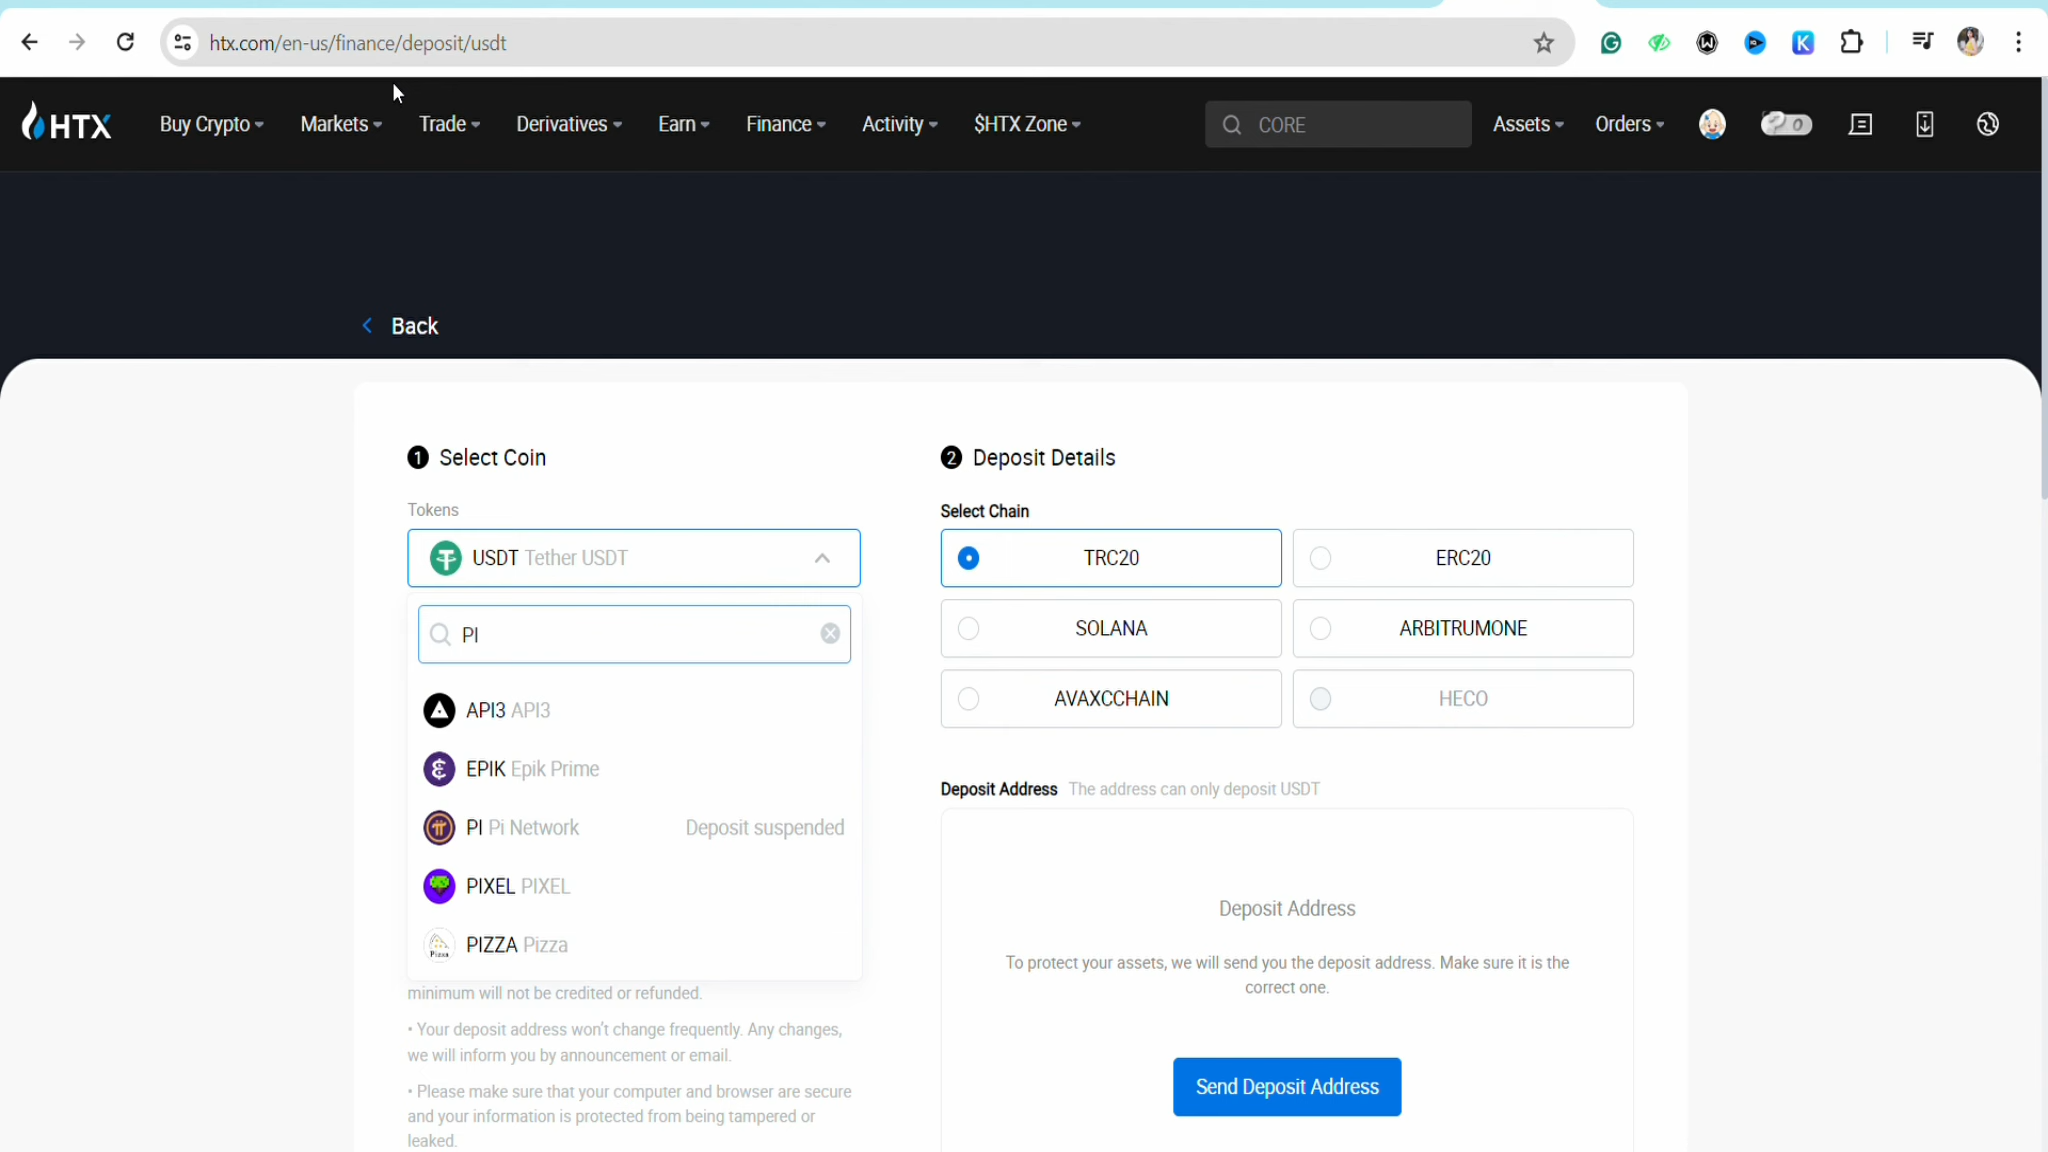 htx.com/en-us/finance/deposit/usdt
HTX
Buy Crypto
Markets
Trade
Derivatives
Earn
Finance
Activity
$HTX Zone
CORE
Assets
Orders
0
Back
1 Select Coin
Tokens
USDT Tether USDT
PI
API3 API3
EPIK Epik Prime
PI Pi Network Deposit suspended
PIXEL PIXEL
PIZZA Pizza
minimum will not be credited or refunded.
• Your deposit address won't change frequently. Any changes,
we will inform you by announcement or email.
• Please make sure that your computer and browser are secure
and your information is protected from being tampered or
leaked.
2 Deposit Details
Select Chain
TRC20
ERC20
SOLANA
ARBITRUMONE
AVAXCCHAIN
HECO
Deposit Address The address can only deposit USDT
Deposit Address
To protect your assets, we will send you the deposit address. Make sure it is the
correct one.
Send Deposit Address